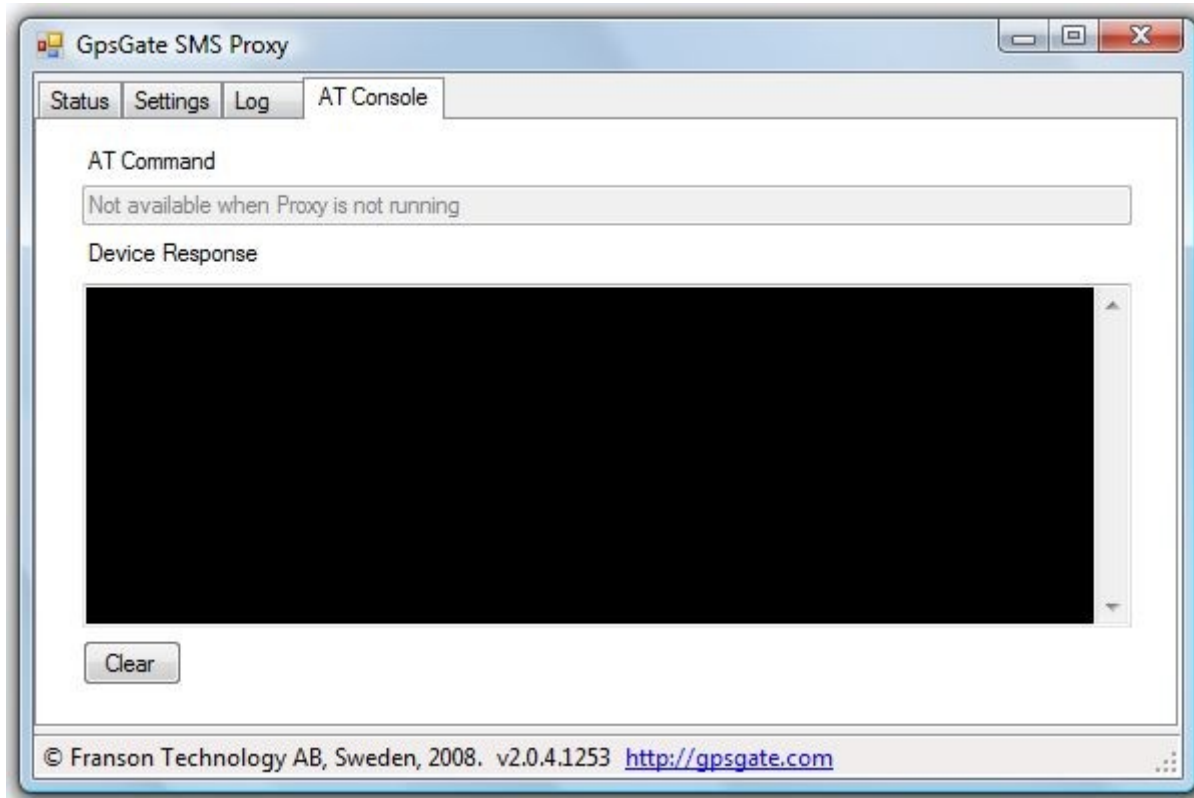 GpsGate SMS Proxy
Status Settings Log AT Console
AT Command
Not available when Proxy is not running
Device Response
Clear
© Franson Technology AB, Sweden, 2008. v2.0.4.1253 http://gpsgate.com